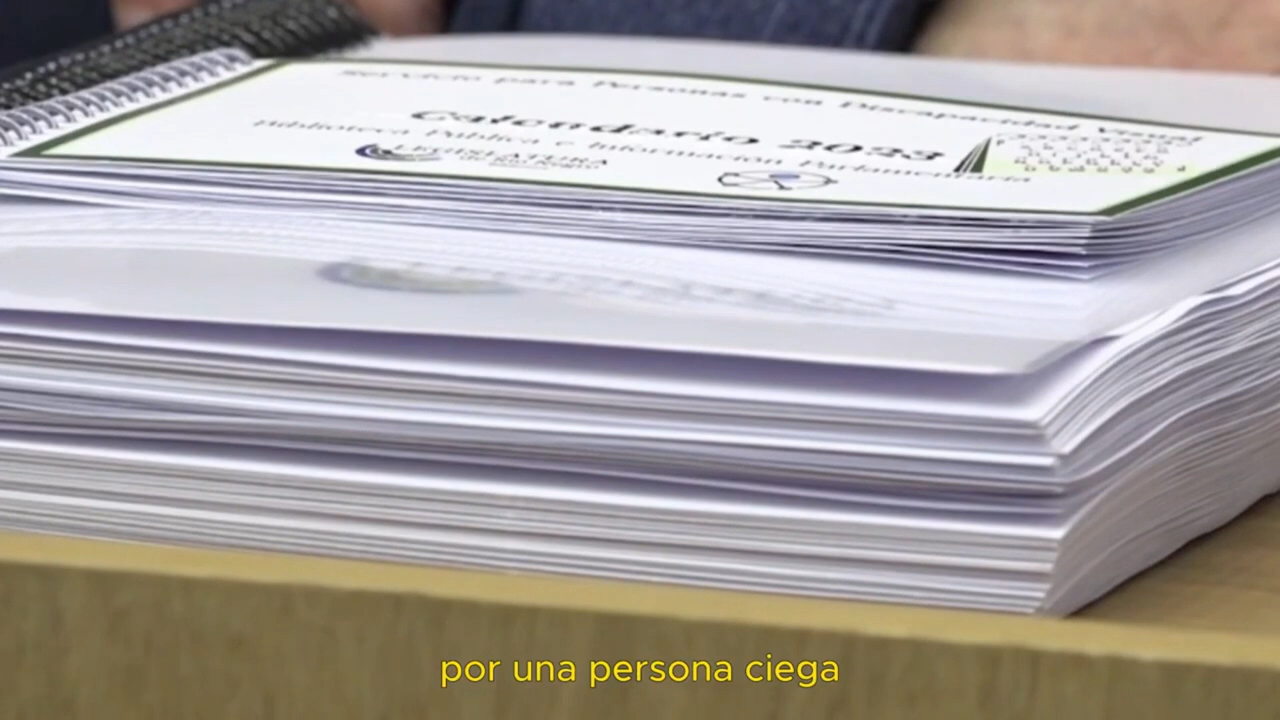 Servicio para Personas con Discapacidad Visual
Calendario 2023
Biblioteca Pública e Información Parlamentaria
LEGISLATURA
por una persona ciega